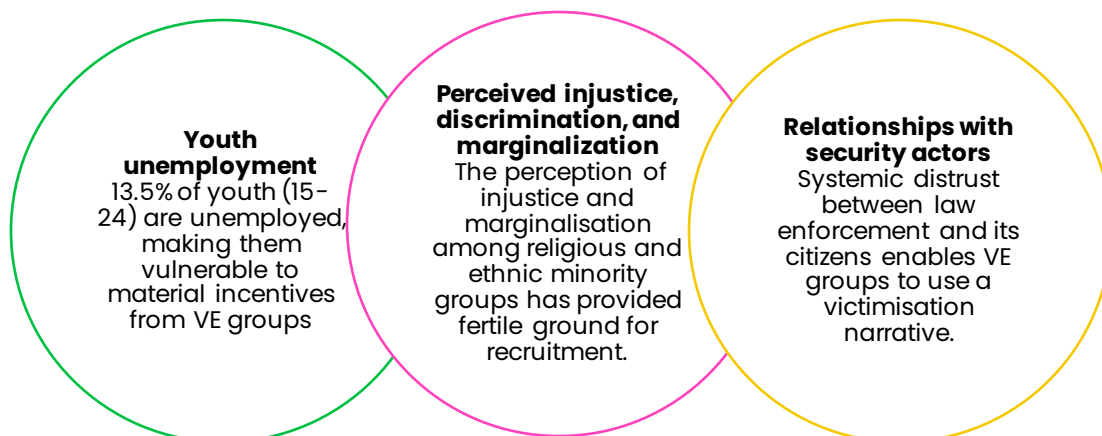 Youth
unemployment
13.5% of youth (15-
24) are unemployed,
making them
vulnerable to
material incentives
from VE groups
Perceived injustice,
discrimination, and
marginalization
The perception of
injustice and
marginalisation
among religious and
ethnic minority
groups has provided
fertile ground for
recruitment.
Relationships with
security actors
Systemic distrust
between law
enforcement and its
citizens enables VE
groups to use a
victimisation
narrative.